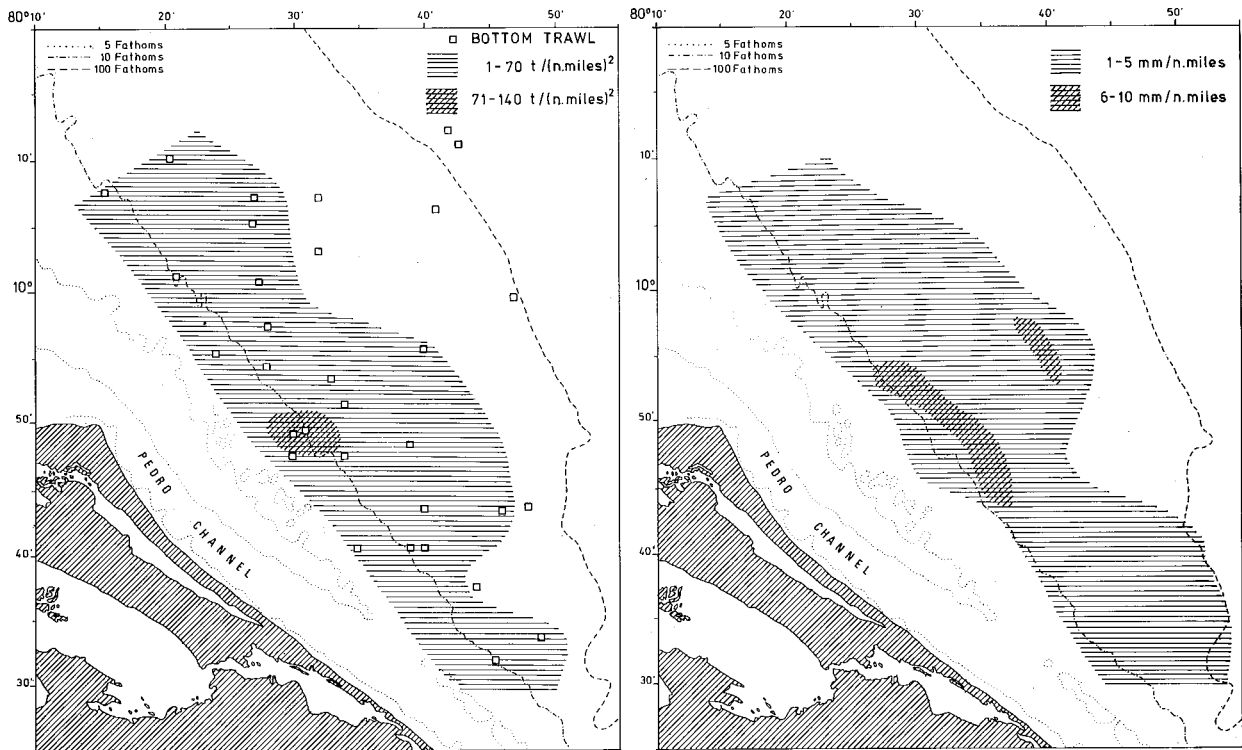 80° 10' 20' 30' 40' 50'
5 Fathoms
10 Fathoms
100 Fathoms
BOTTOM TRAWL
1-70 t/(n.miles)²
71-140 t/(n.miles)²
10'
10°
50'
40'
30'
PEDRO
CHANNEL
80° 10' 20' 30' 40' 50'
5 Fathoms
10 Fathoms
100 Fathoms
1-5 mm/n.miles
6-10 mm/n.miles
10'
10°
50'
40'
30'
PEDRO
CHANNEL